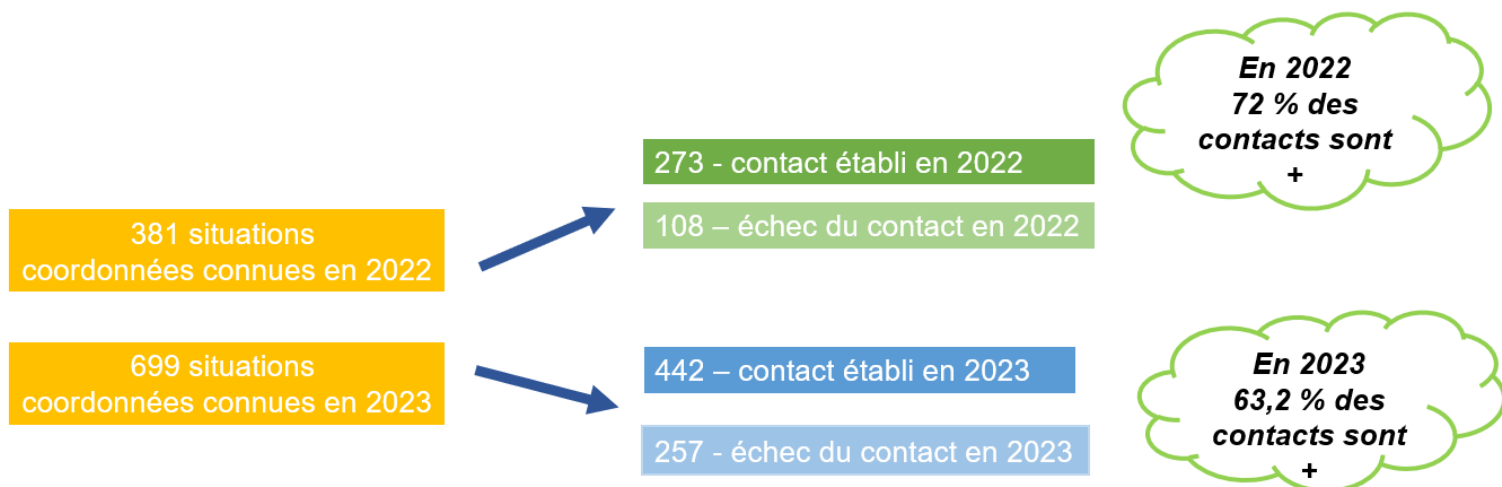 381 situations
coordonnées connues en 2022
273 - contact établi en 2022
108 – échec du contact en 2022
En 2022
72 % des
contacts sont
+
699 situations
coordonnées connues en 2023
442 – contact établi en 2023
257 - échec du contact en 2023
En 2023
63,2 % des
contacts sont
+